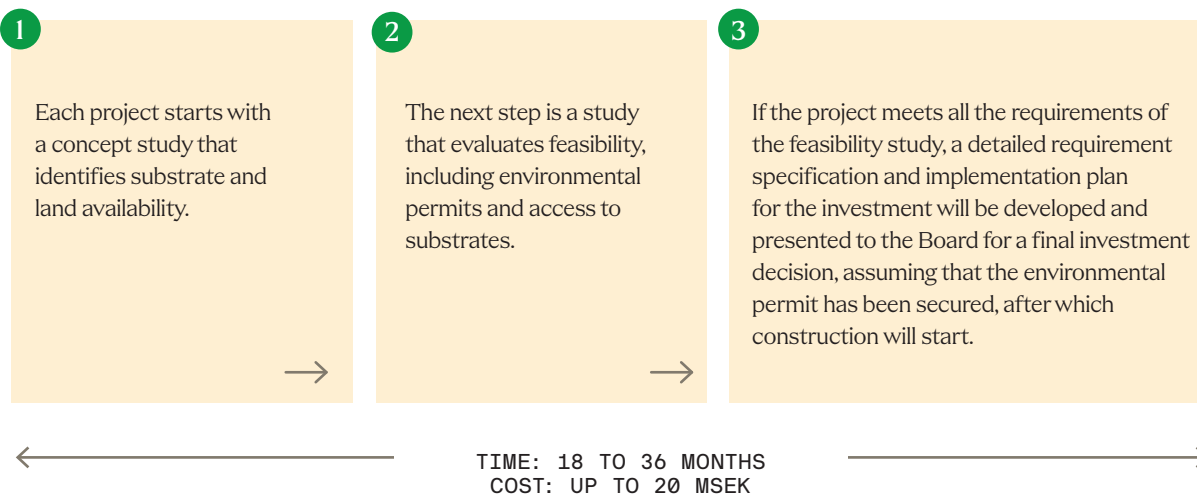 1
Each project starts with
a concept study that
identifies substrate and
land availability.
2
The next step is a study
that evaluates feasibility,
including environmental
permits and access to
substrates.
3
If the project meets all the requirements of
the feasibility study, a detailed requirement
specification and implementation plan
for the investment will be developed and
presented to the Board for a final investment
decision, assuming that the environmental
permit has been secured, after which
construction will start.
TIME: 18 TO 36 MONTHS
COST: UP TO 20 MSEK